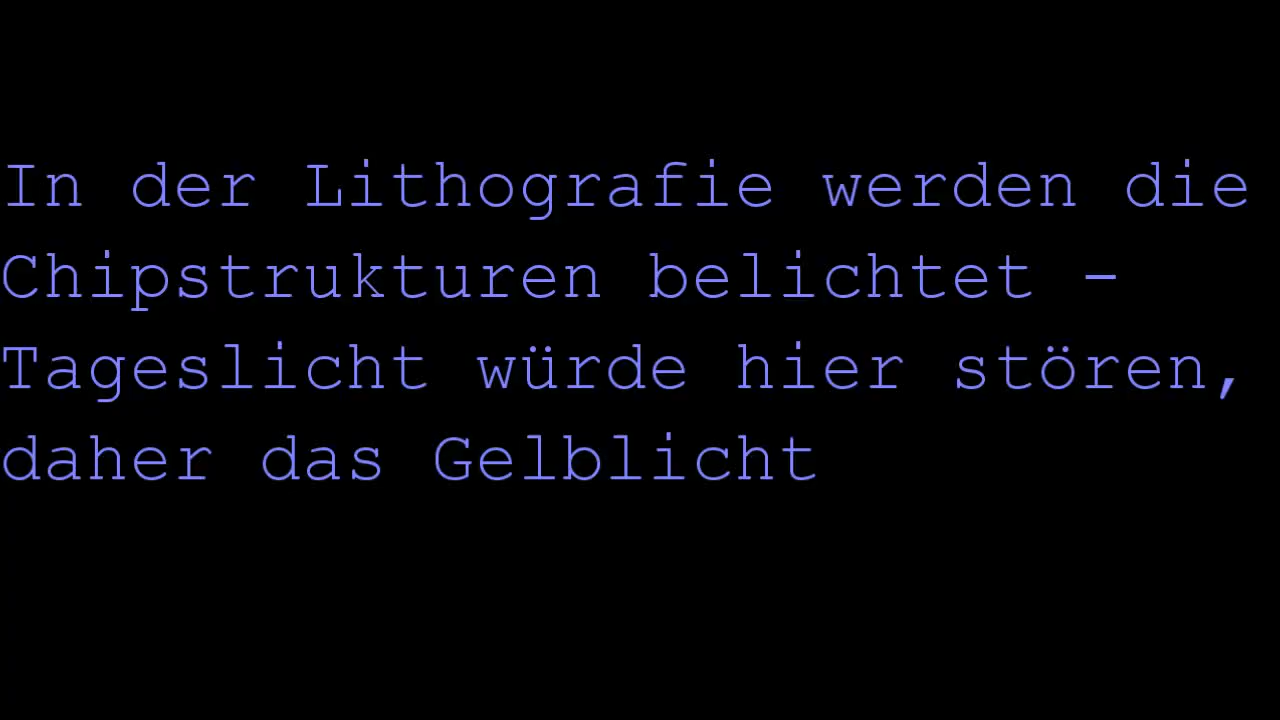 In der Lithografie werden die
Chipstrukturen belichtet -
Tageslicht würde hier stören,
daher das Gelblicht